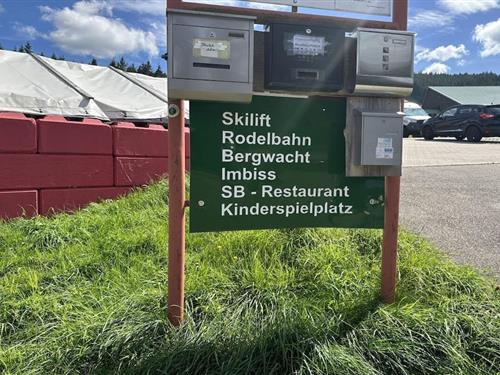 Skilift
Rodelbahn
Bergwacht
Imbiss
SB - Restaurant
Kinderspielplatz